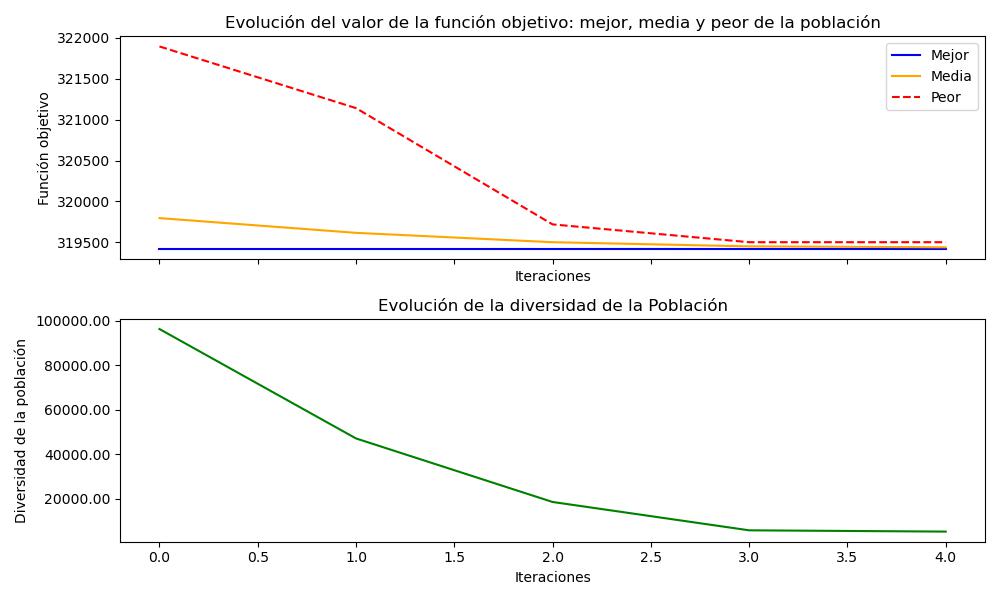 Evolución del valor de la función objetivo: mejor, media y peor de la población
322000
321500
321000
320500
320000
319500
Función objetivo
Mejor
Media
Peor
Iteraciones
Evolución de la diversidad de la Población
100000.00
80000.00
60000.00
40000.00
20000.00
Diversidad de la población
0.0 0.5 1.0 1.5 2.0 2.5 3.0 3.5 4.0
Iteraciones